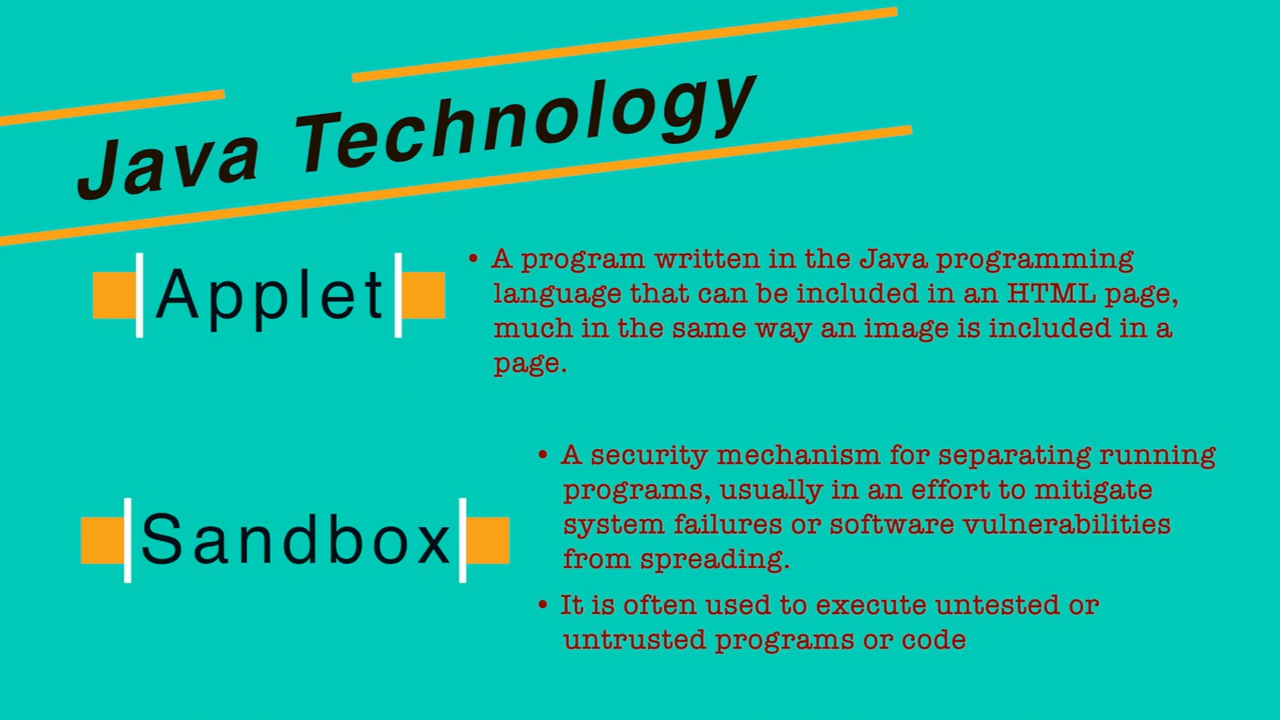 Java Technology
Applet
• A program written in the Java programming
language that can be included in an HTML page,
much in the same way an image is included in a
page.
Sandbox
• A security mechanism for separating running
programs, usually in an effort to mitigate
system failures or software vulnerabilities
from spreading.
• It is often used to execute untested or
untrusted programs or code